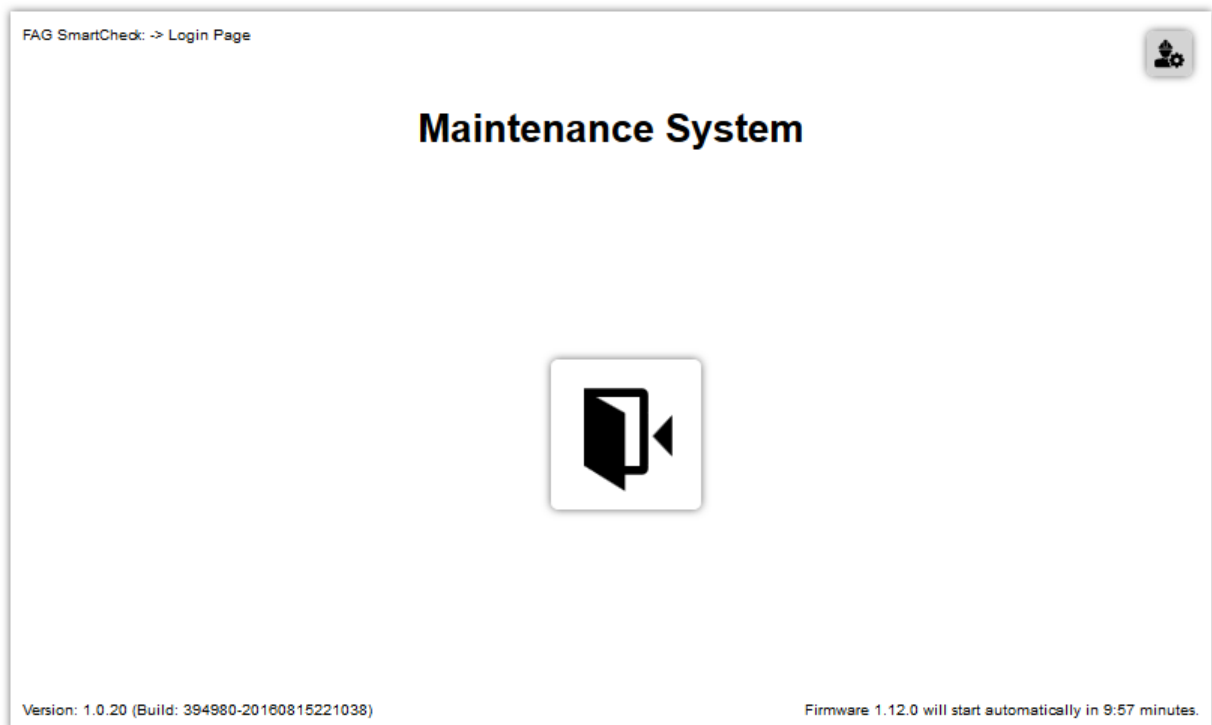 FAG SmartCheck: -> Login Page
Maintenance System
Version: 1.0.20 (Build: 394980-20160815221038)
Firmware 1.12.0 will start automatically in 9:57 minutes.